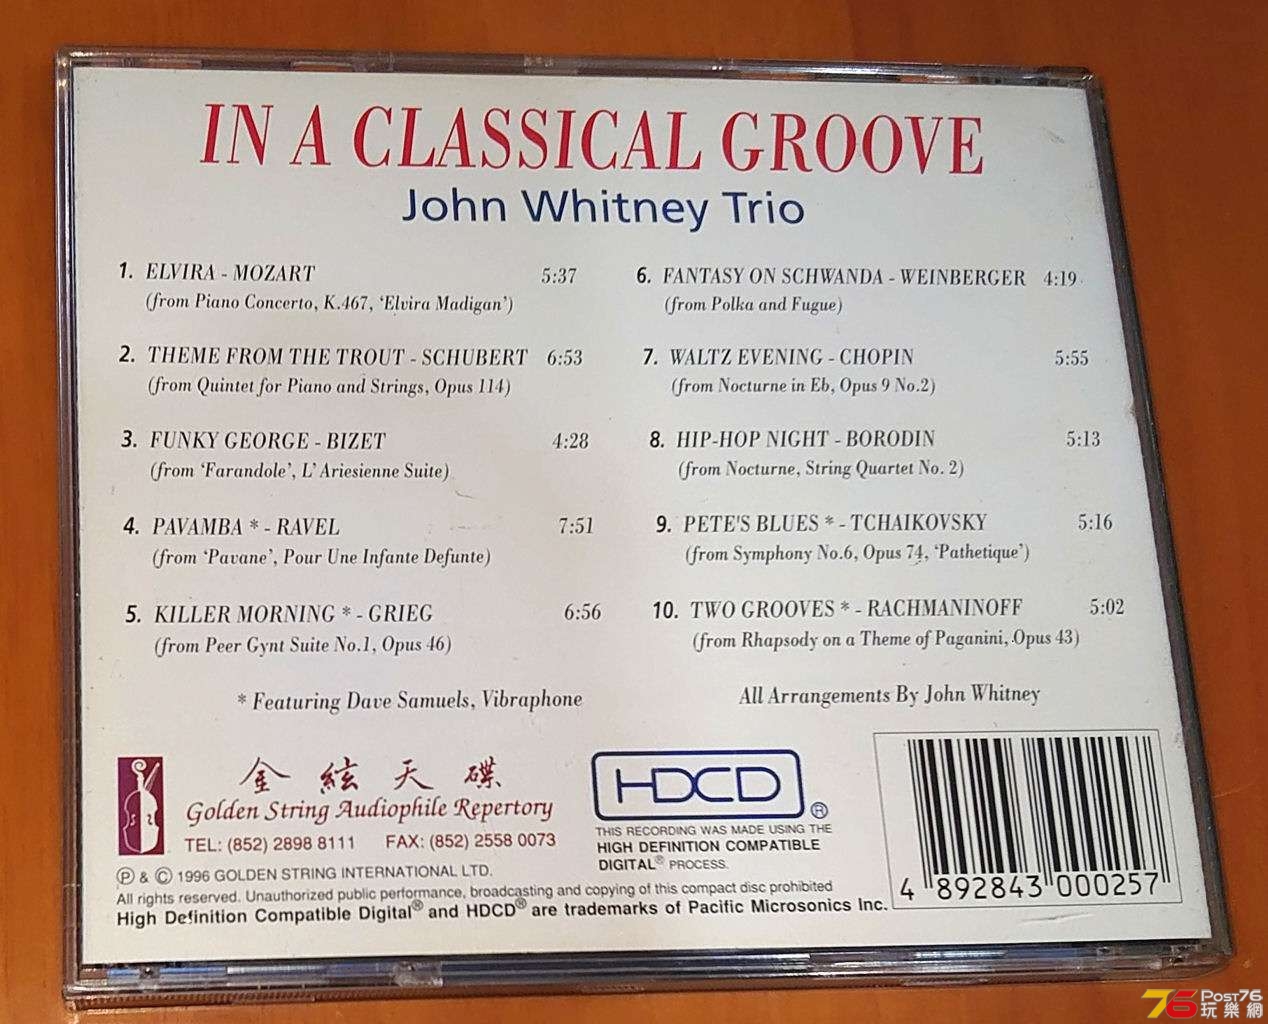 IN A CLASSICAL GROOVE
John Whitney Trio
1. ELVIRA - MOZART 5:37
(from Piano Concerto, K.467, ‘Elvira Madigan’)
2. THEME FROM THE TROUT - SCHUBERT 6:53
(from Quintet for Piano and Strings, Opus 114)
3. FUNKY GEORGE - BIZET 4:28
(from ‘Farandole’, L’Ariesienne Suite)
4. PAVAMBA * - RAVEL 7:51
(from ‘Pavane’, Pour Une Infante Defunte)
5. KILLER MORNING * - GRIEG 6:56
(from Peer Gynt Suite No.1, Opus 46)
* Featuring Dave Samuels, Vibraphone
6. FANTASY ON SCHWANDA - WEINBERGER 4:19
(from Polka and Fugue)
7. WALTZ EVENING - CHOPIN 5:55
(from Nocturne in Eb, Opus 9 No.2)
8. HIP-HOP NIGHT - BORODIN 5:13
(from Nocturne, String Quartet No. 2)
9. PETE'S BLUES * - TCHAIKOVSKY 5:16
(from Symphony No.6, Opus 74, ‘Pathetique’)
10. TWO GROOVES * - RACHMANINOFF 5:02
(from Rhapsody on a Theme of Paganini, Opus 43)
All Arrangements By John Whitney
金絃天碟
Golden String Audiophile Repertory
TEL: (852) 2898 8111 FAX: (852) 2558 0073
HDCD®
THIS RECORDING WAS MADE USING THE
HIGH DEFINITION COMPATIBLE
DIGITAL® PROCESS.
℗ & © 1996 GOLDEN STRING INTERNATIONAL LTD.
All rights reserved. Unauthorized public performance, broadcasting and copying of this compact disc prohibited
High Definition Compatible Digital® and HDCD® are trademarks of Pacific Microsonics Inc.
4 892843 000257
76 Post76
玩樂網